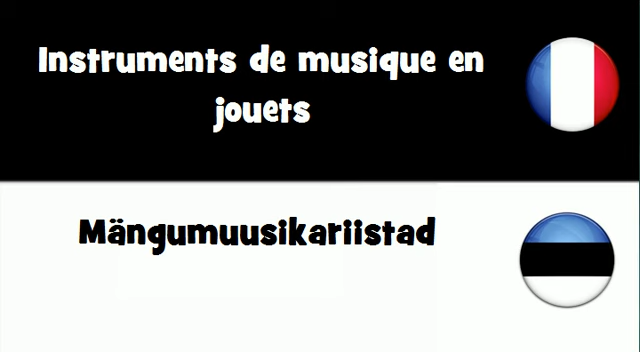 Instruments de musique en
jouets
Mängumuusikariistad